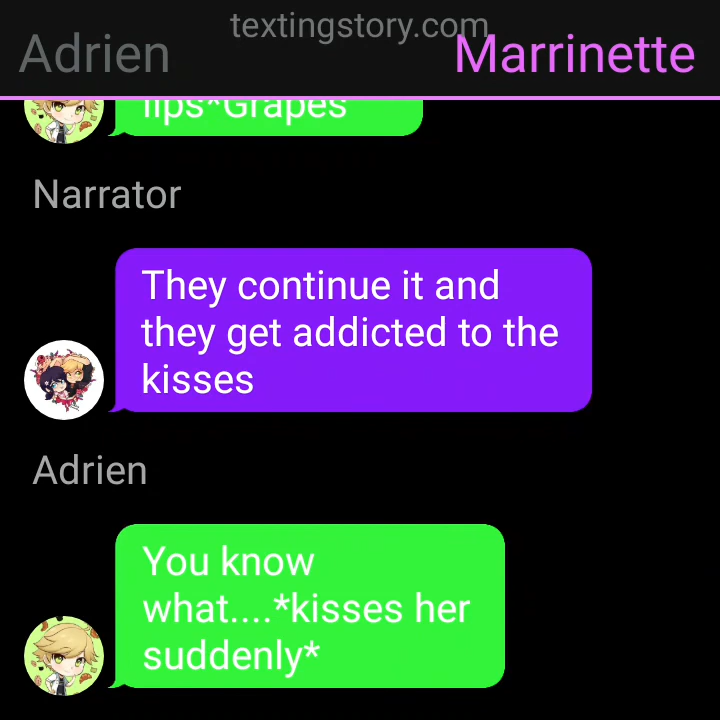 textingstory.com
Adrien
Marrinette
lips*Grapes
Narrator
They continue it and
they get addicted to the
kisses
Adrien
You know
what....*kisses her
suddenly*